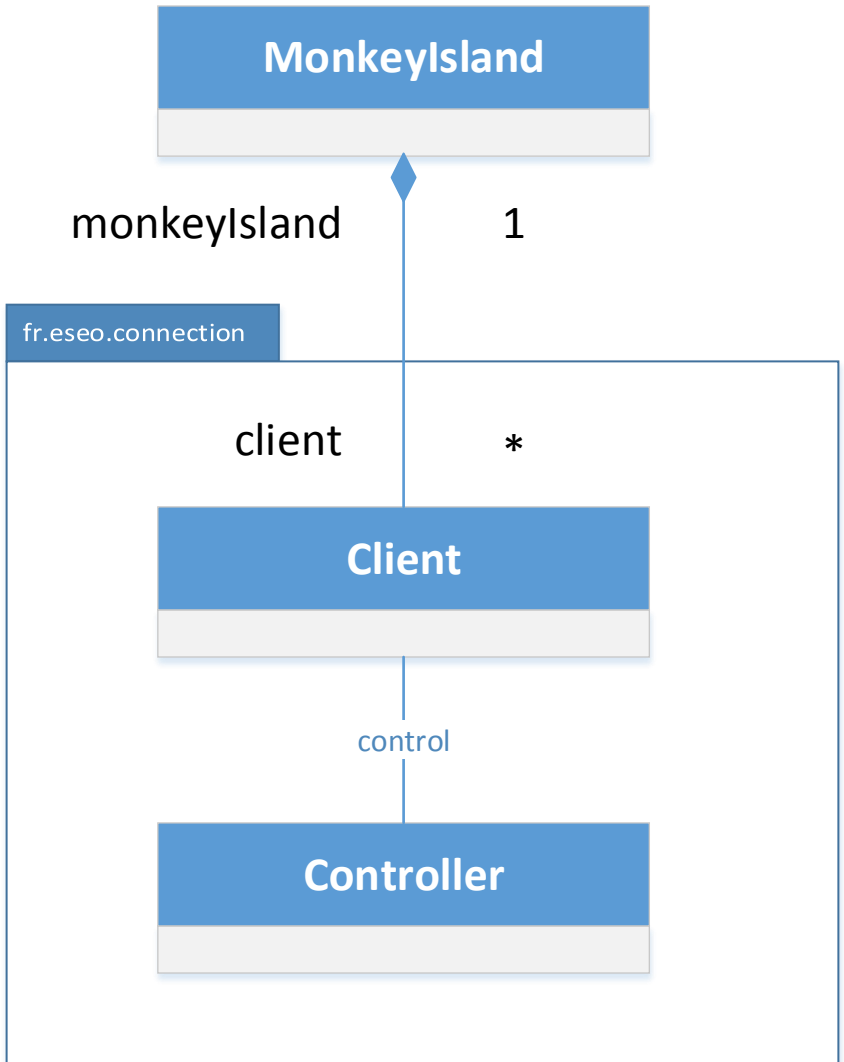 MonkeyIsland
monkeyIsland 1
fr.eseo.connection
client *
Client
control
Controller